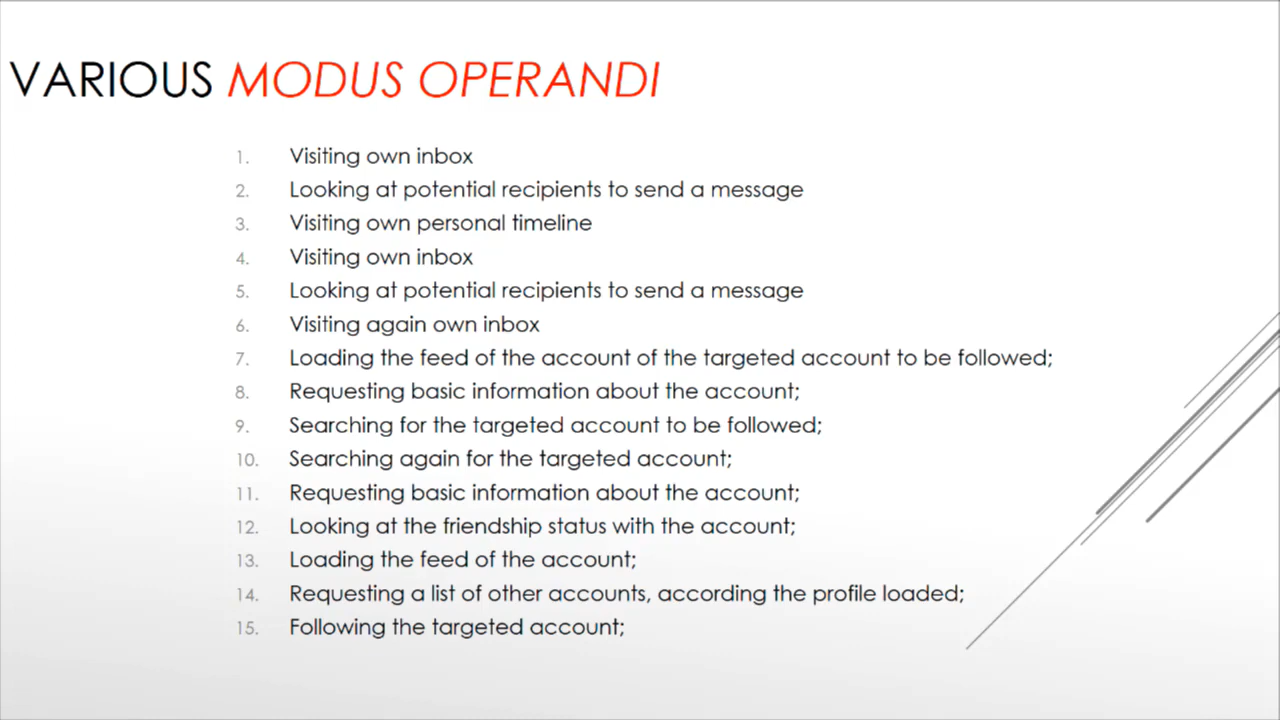 VARIOUS MODUS OPERANDI
1. Visiting own inbox
2. Looking at potential recipients to send a message
3. Visiting own personal timeline
4. Visiting own inbox
5. Looking at potential recipients to send a message
6. Visiting again own inbox
7. Loading the feed of the account of the targeted account to be followed;
8. Requesting basic information about the account;
9. Searching for the targeted account to be followed;
10. Searching again for the targeted account;
11. Requesting basic information about the account;
12. Looking at the friendship status with the account;
13. Loading the feed of the account;
14. Requesting a list of other accounts, according the profile loaded;
15. Following the targeted account;